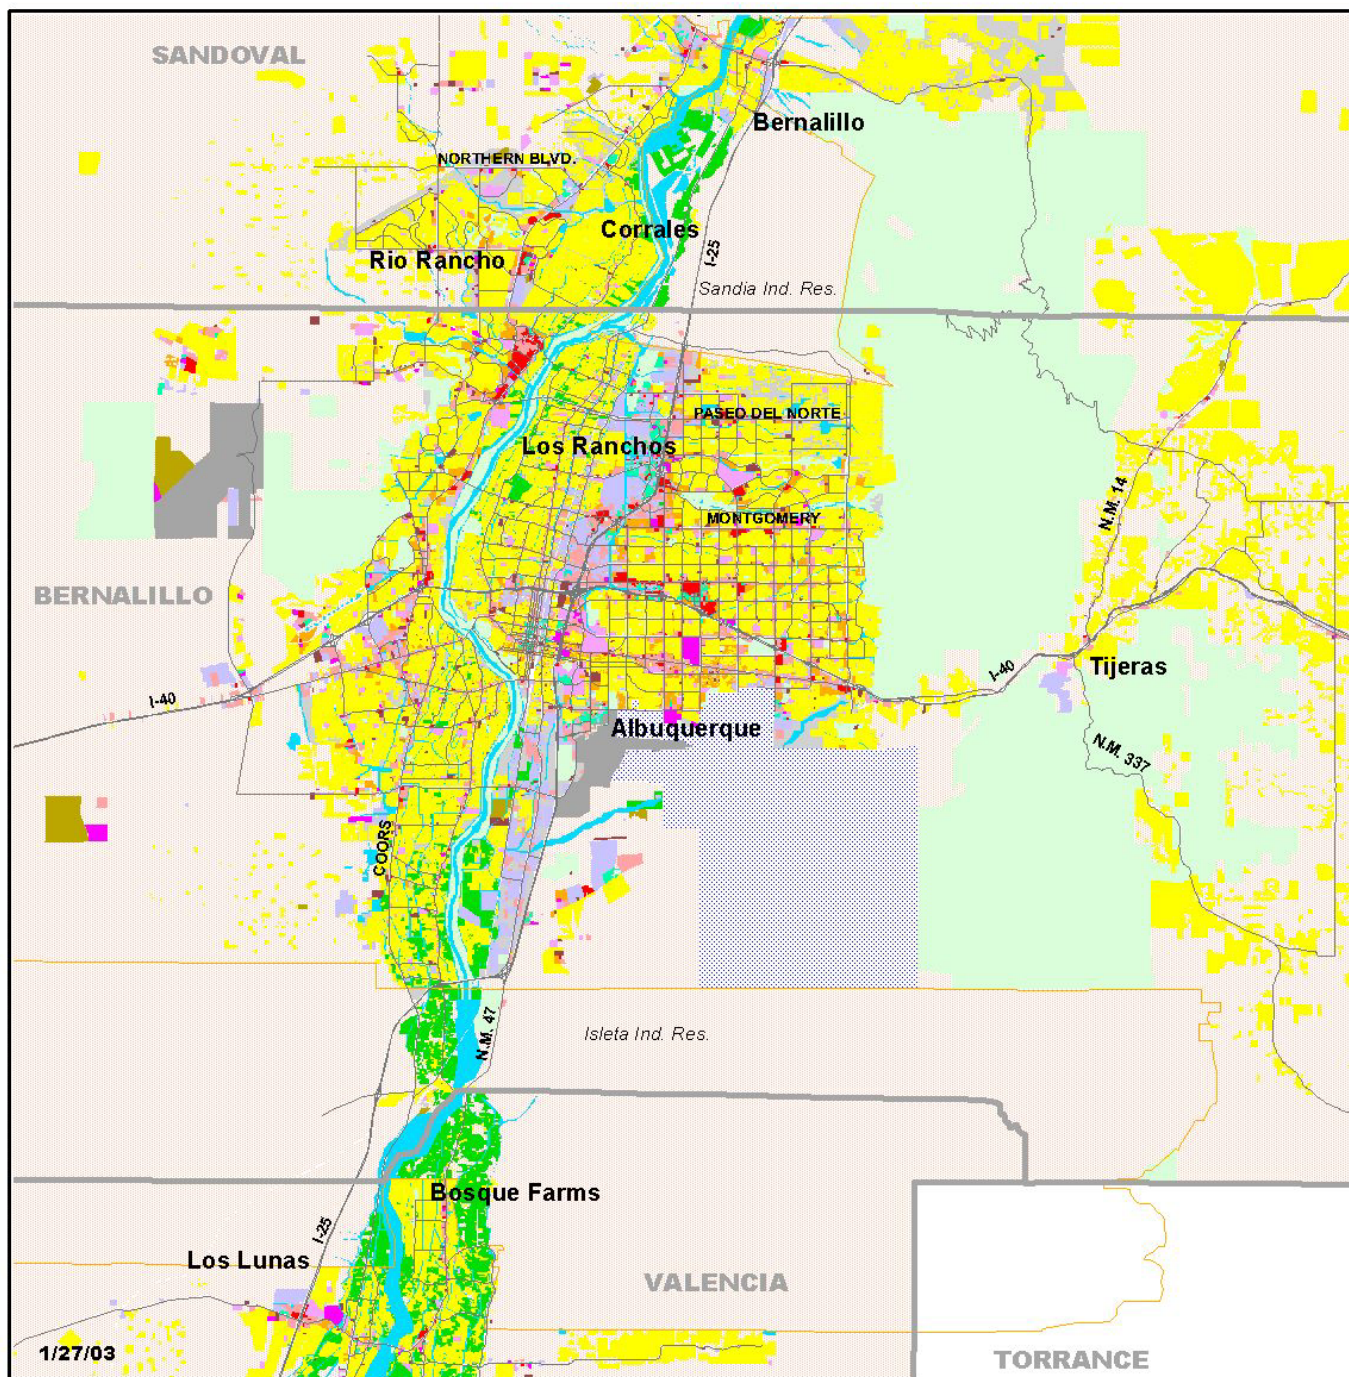 SANDOVAL
Bernalillo
NORTHERN BLVD.
Corrales
I-25
Rio Rancho
Sandia Ind. Res.
PASEO DEL NORTE
Los Ranchos
N.M. 14
MONTGOMERY
BERNALILLO
Tijeras
I-40
I-40
Albuquerque
N.M. 337
COORS
N.M. 47
Isleta Ind. Res.
Bosque Farms
I-25
Los Lunas
VALENCIA
1/27/03
TORRANCE